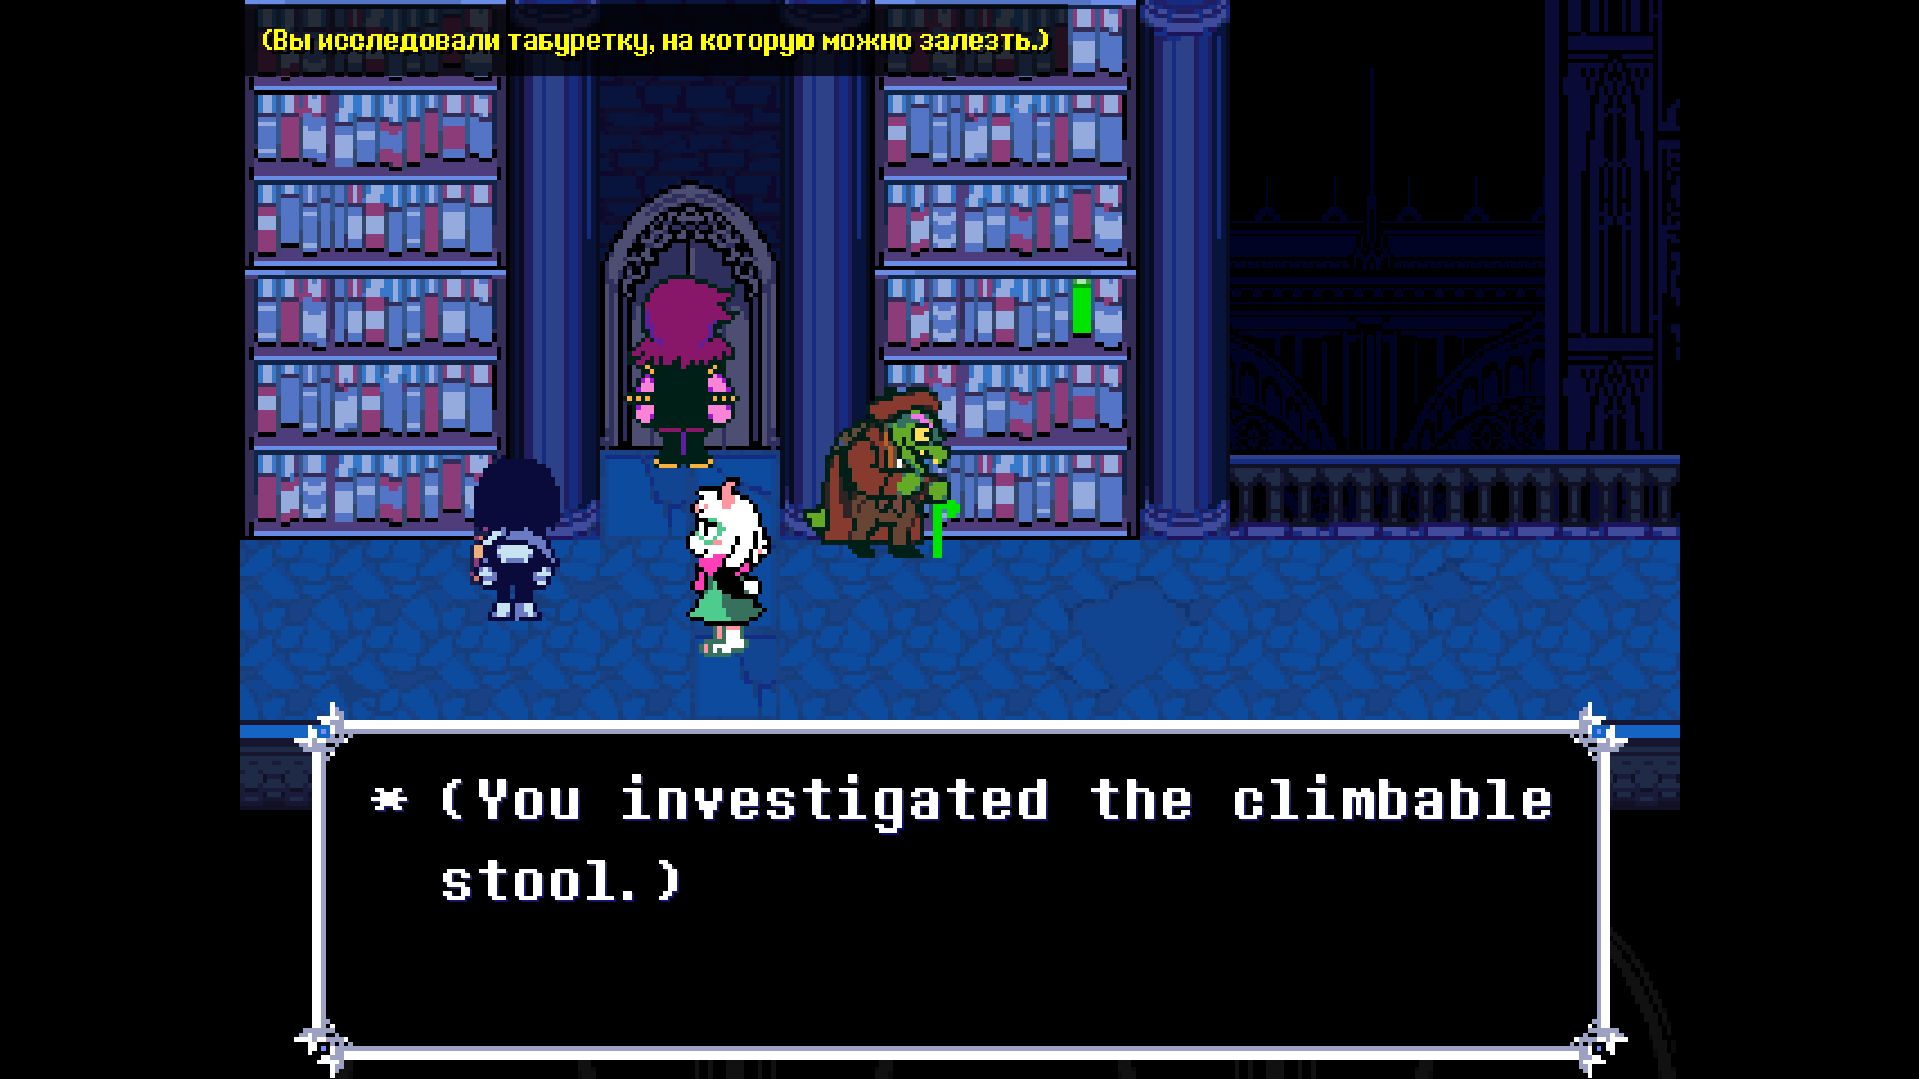 (Вы исследовали табуретку, на которую можно залезть.)
* (You investigated the climbable
stool.)